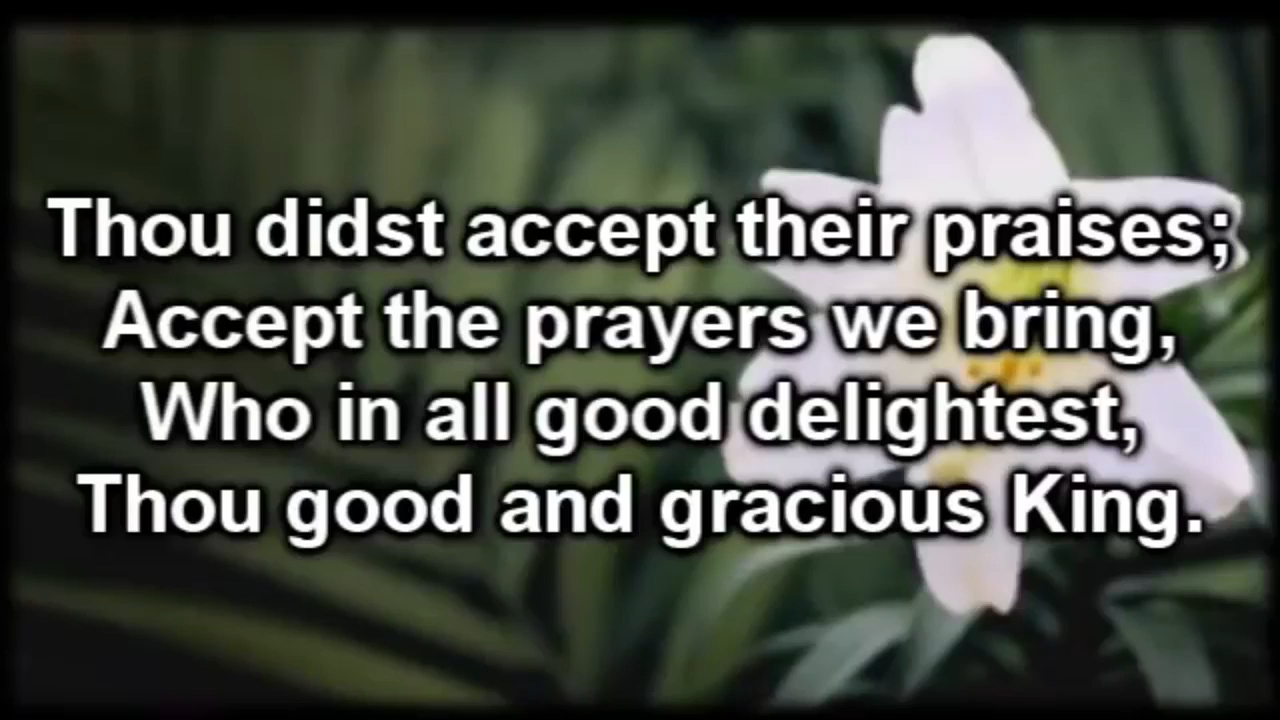 Thou didst accept their praises;
Accept the prayers we bring,
Who in all good delightest,
Thou good and gracious King.